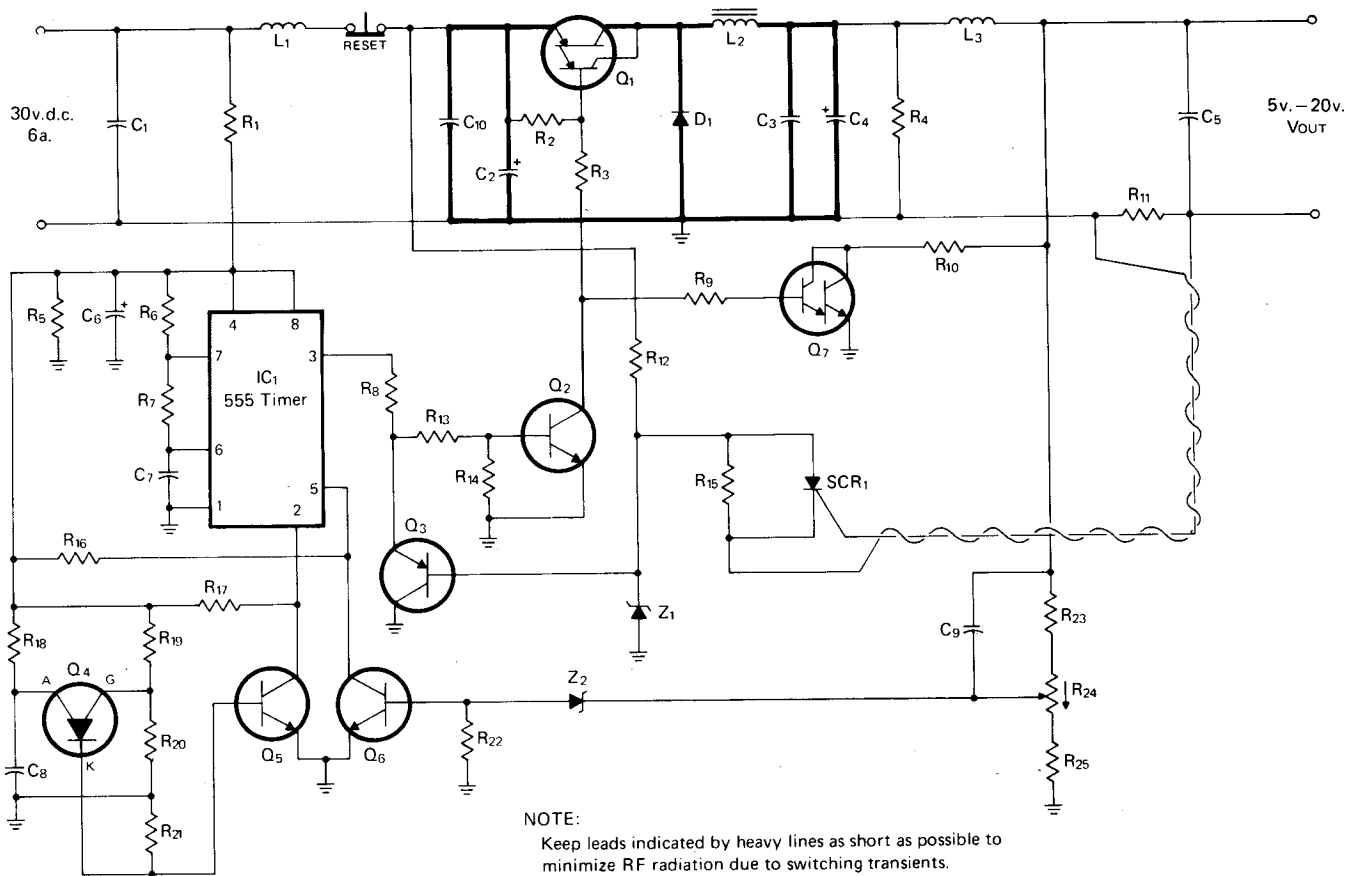 L1
RESET
L2
L3
Q1
30v.d.c.
6a.
C1
R1
C10
R2
C2
+
R3
D1
C3
+
C4
R4
C5
5v.–20v.
VOUT
R11
R10
R9
Q7
R5
C6
+
R6
4
8
7
3
IC1
555 Timer
R7
6
C7
5
1
2
R8
Q2
R13
R14
R12
R15
SCR1
R16
Q3
R17
Z1
R18
R19
C9
R23
Q4
A
G
Z2
R24
R20
K
C8
Q5
Q6
R22
R25
R21
NOTE:
Keep leads indicated by heavy lines as short as possible to
minimize RF radiation due to switching transients.